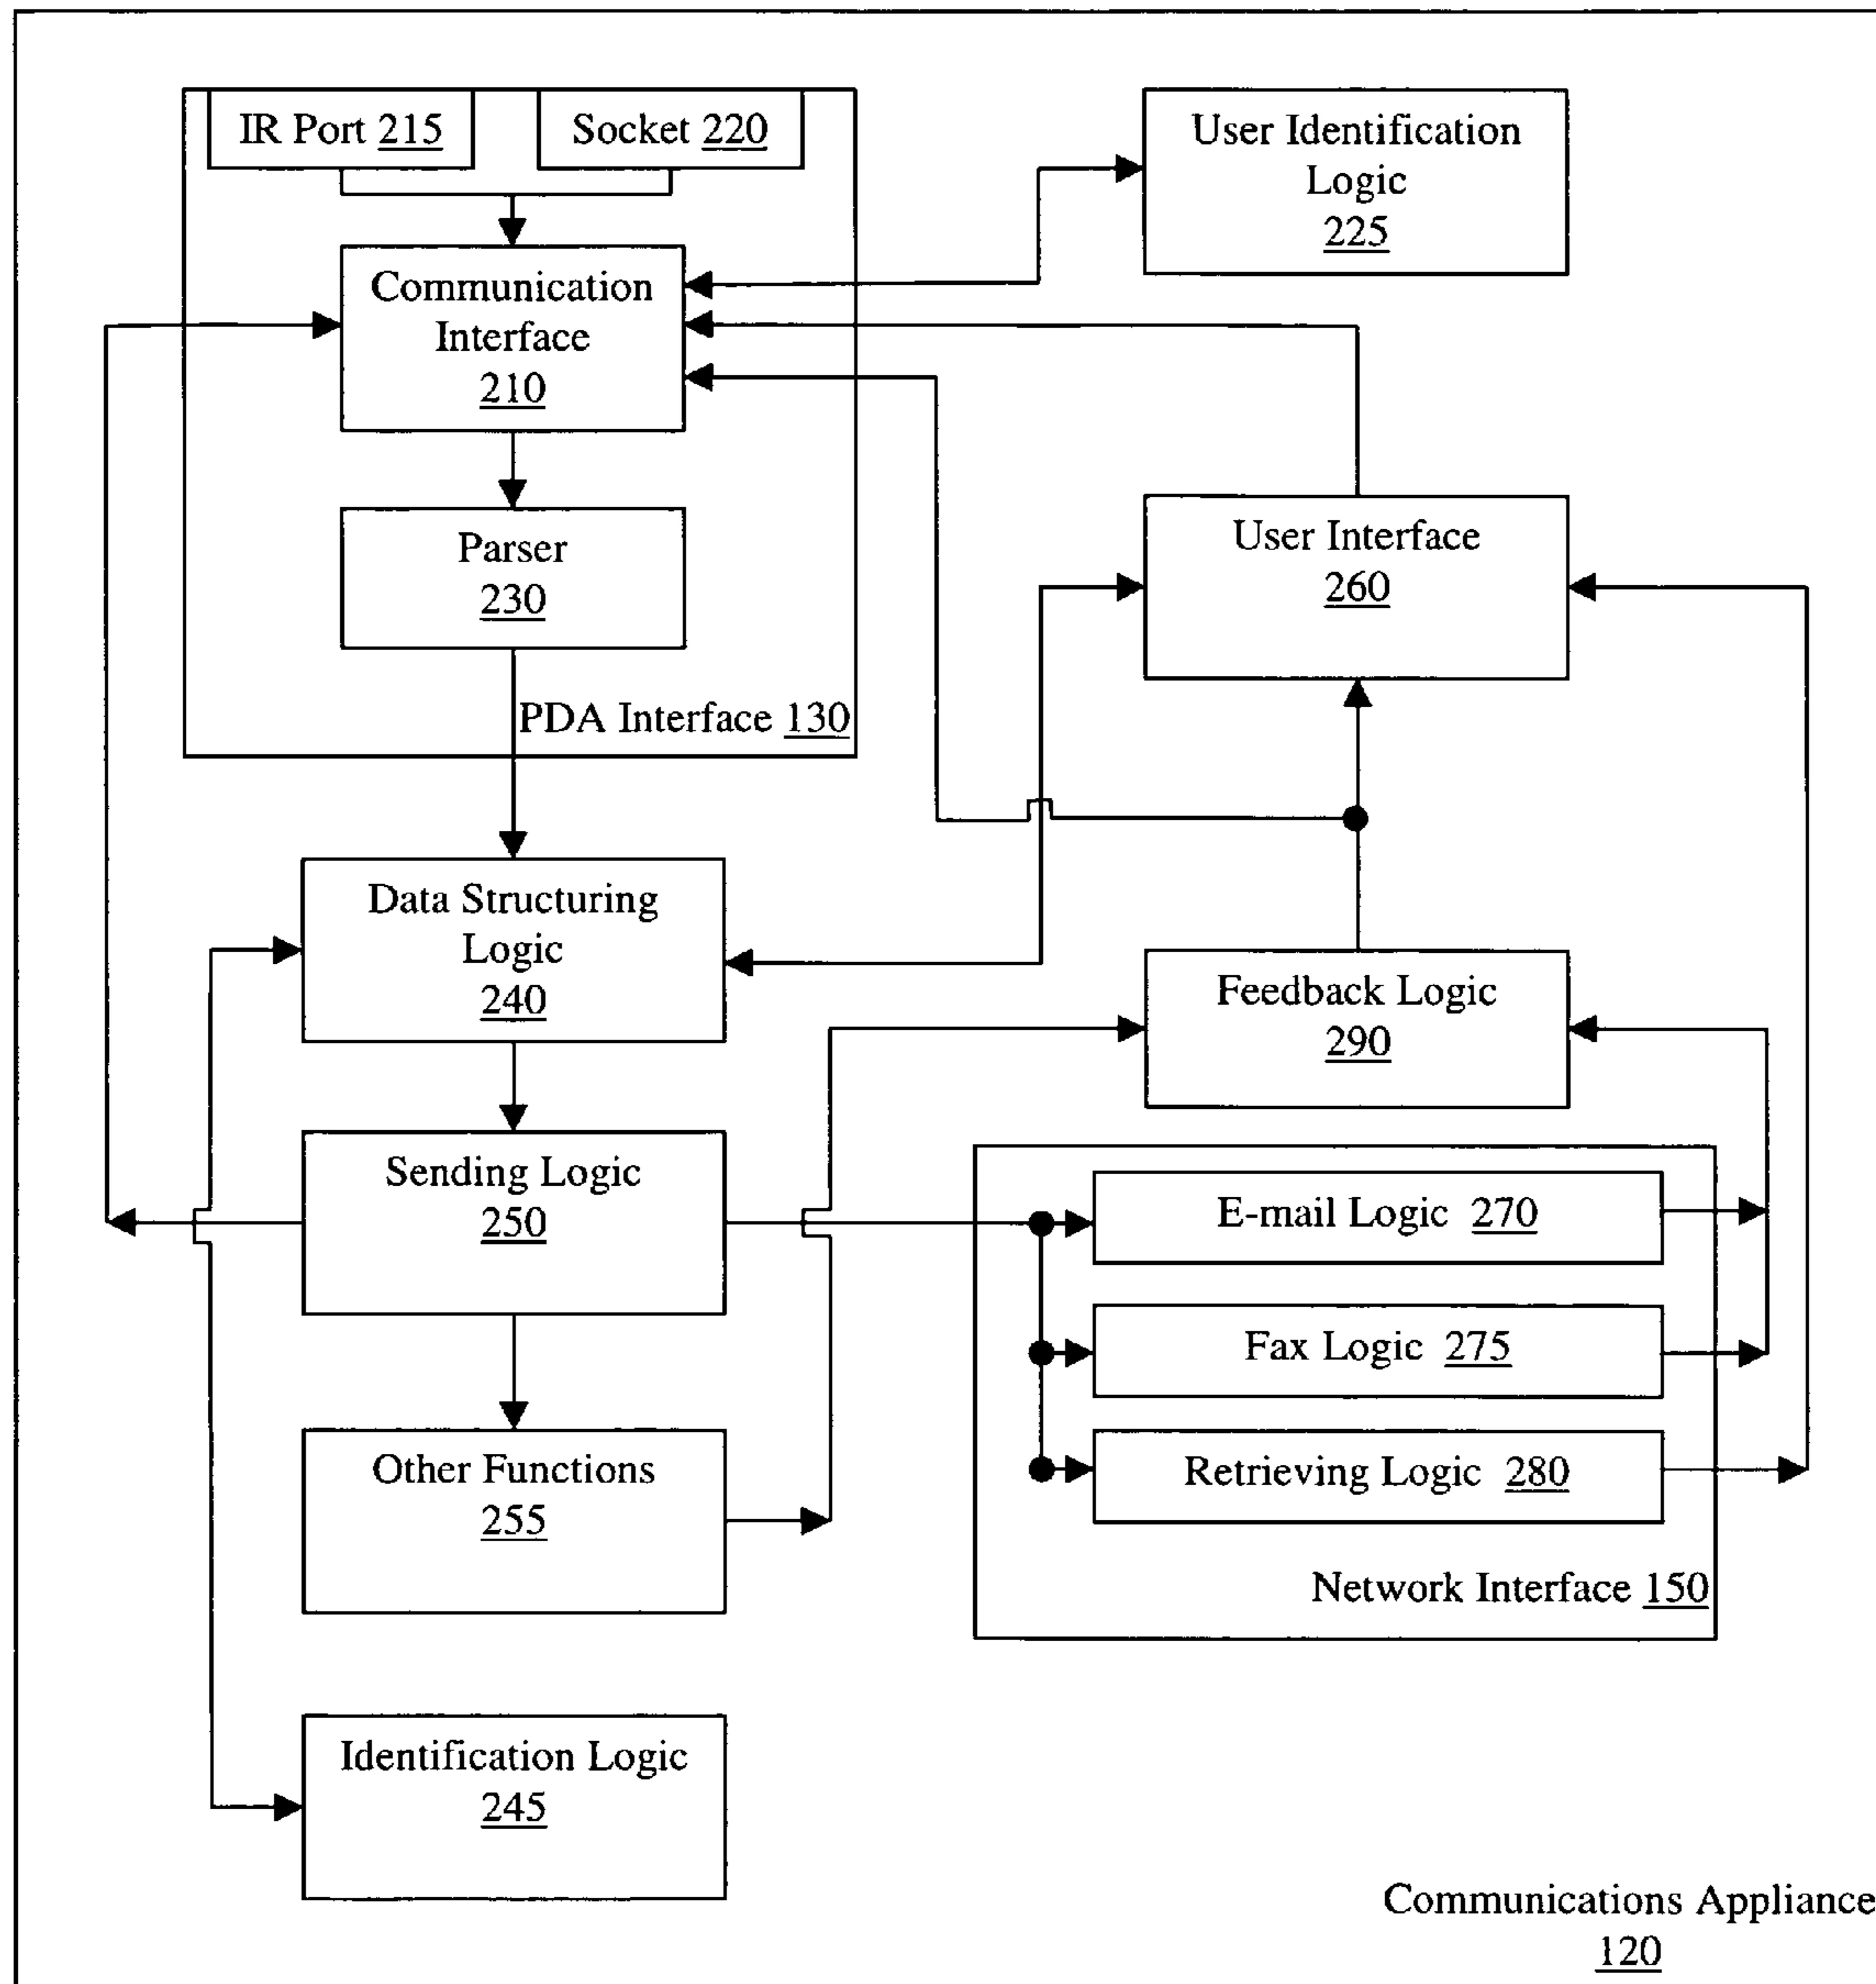 IR Port 215
Socket 220
User Identification
Logic
225
Communication
Interface
210
Parser
230
PDA Interface 130
User Interface
260
Data Structuring
Logic
240
Feedback Logic
290
Sending Logic
250
E-mail Logic 270
Fax Logic 275
Retrieving Logic 280
Network Interface 150
Other Functions
255
Identification Logic
245
Communications Appliance
120